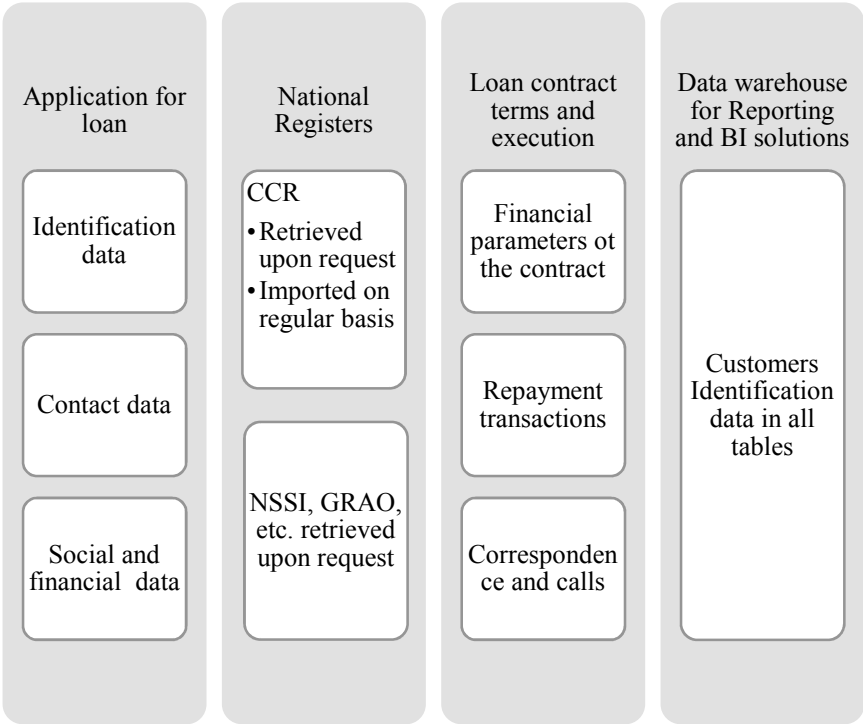 Application for
loan
Identification
data
Contact data
Social and
financial  data
National
Registers
CCR
•Retrieved
upon request
•Imported on
regular basis
NSSI, GRAO,
etc. retrieved
upon request
Loan contract
terms and
execution
Financial
parameters ot
the contract
Repayment
transactions
Corresponden
ce and calls
Data warehouse
for Reporting
and BI solutions
Customers
Identification
data in all
tables